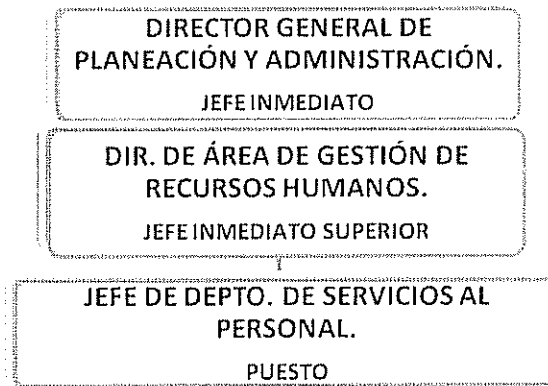 DIRECTOR GENERAL DE
PLANEACIÓN Y ADMINISTRACIÓN.
JEFE INMEDIATO
DIR. DE ÁREA DE GESTIÓN DE
RECURSOS HUMANOS.
JEFE INMEDIATO SUPERIOR
JEFE DE DEPTO. DE SERVICIOS AL
PERSONAL.
PUESTO